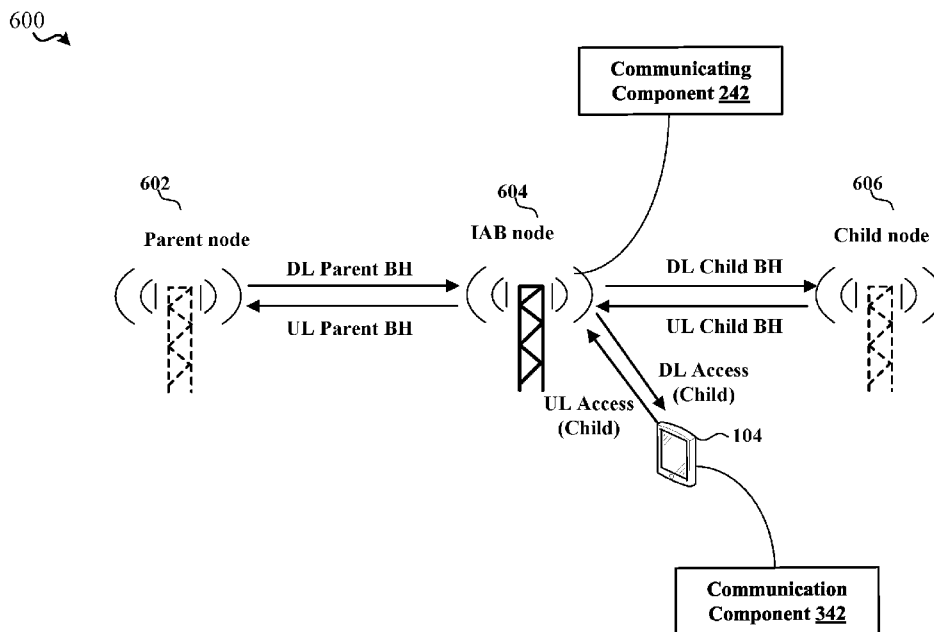 600
Communicating
Component 242
602
604
606
Parent node
IAB node
Child node
DL Parent BH
DL Child BH
UL Parent BH
UL Child BH
DL Access
(Child)
UL Access
(Child)
104
Communication
Component 342